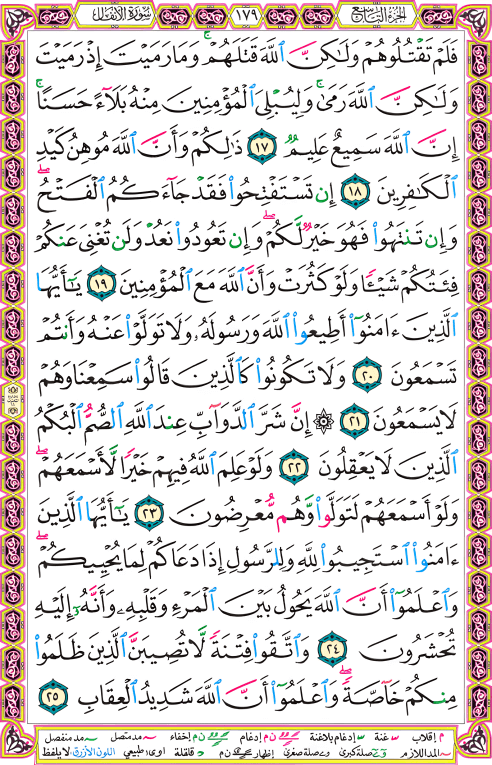 الجزء التاسع ١٧٩ سورة الأنفال
فَلَمْ تَقْتُلُوهُمْ وَلَٰكِنَّ ٱللَّهَ قَتَلَهُمْ ۚ وَمَا رَمَيْتَ إِذْ رَمَيْتَ
وَلَٰكِنَّ ٱللَّهَ رَمَىٰ ۚ وَلِيُبْلِىَ ٱلْمُؤْمِنِينَ مِنْهُ بَلَآءً حَسَنًا ۚ
إِنَّ ٱللَّهَ سَمِيعٌ عَلِيمٌ ١٧ ذَٰلِكُمْ وَأَنَّ ٱللَّهَ مُوهِنُ كَيْدِ
ٱلْكَٰفِرِينَ ١٨ إِن تَسْتَفْتِحُوا۟ فَقَدْ جَآءَكُمُ ٱلْفَتْحُ ۖ
وَإِن تَنتَهُوا۟ فَهُوَ خَيْرٌ لَّكُمْ ۖ وَإِن تَعُودُوا۟ نَعُدْ وَلَن تُغْنِىَ عَنكُمْ
فِئَتُكُمْ شَيْـًٔا وَلَوْ كَثُرَتْ وَأَنَّ ٱللَّهَ مَعَ ٱلْمُؤْمِنِينَ ١٩ يَٰٓأَيُّهَا
ٱلَّذِينَ ءَامَنُوٓا۟ أَطِيعُوا۟ ٱللَّهَ وَرَسُولَهُۥ وَلَا تَوَلَّوْا۟ عَنْهُ وَأَنتُمْ
تَسْمَعُونَ ٢٠ وَلَا تَكُونُوا۟ كَٱلَّذِينَ قَالُوا۟ سَمِعْنَا وَهُمْ
لَا يَسْمَعُونَ ٢١ ۞ إِنَّ شَرَّ ٱلدَّوَآبِّ عِندَ ٱللَّهِ ٱلصُّمُّ ٱلْبُكْمُ
ٱلَّذِينَ لَا يَعْقِلُونَ ٢٢ وَلَوْ عَلِمَ ٱللَّهُ فِيهِمْ خَيْرًا لَّأَسْمَعَهُمْ ۖ
وَلَوْ أَسْمَعَهُمْ لَتَوَلَّوا۟ وَّهُم مُّعْرِضُونَ ٢٣ يَٰٓأَيُّهَا ٱلَّذِينَ
ءَامَنُوا۟ ٱسْتَجِيبُوا۟ لِلَّهِ وَلِلرَّسُولِ إِذَا دَعَاكُمْ لِمَا يُحْيِيكُمْ ۖ
وَٱعْلَمُوٓا۟ أَنَّ ٱللَّهَ يَحُولُ بَيْنَ ٱلْمَرْءِ وَقَلْبِهِۦ وَأَنَّهُۥٓ إِلَيْهِ
تُحْشَرُونَ ٢٤ وَٱتَّقُوا۟ فِتْنَةً لَّا تُصِيبَنَّ ٱلَّذِينَ ظَلَمُوا۟
مِنكُمْ خَآصَّةً ۖ وَٱعْلَمُوٓا۟ أَنَّ ٱللَّهَ شَدِيدُ ٱلْعِقَابِ ٢٥
م إقلاب غنة إدغام بلاغنة ن م إدغام ن م إخفاء مد متصل مد منفصل
المد اللازم صلة كبرى صلة صغرى إظهار ن م قلقلة اوى: طبيعي اللون الأزرق: لا يلفظ